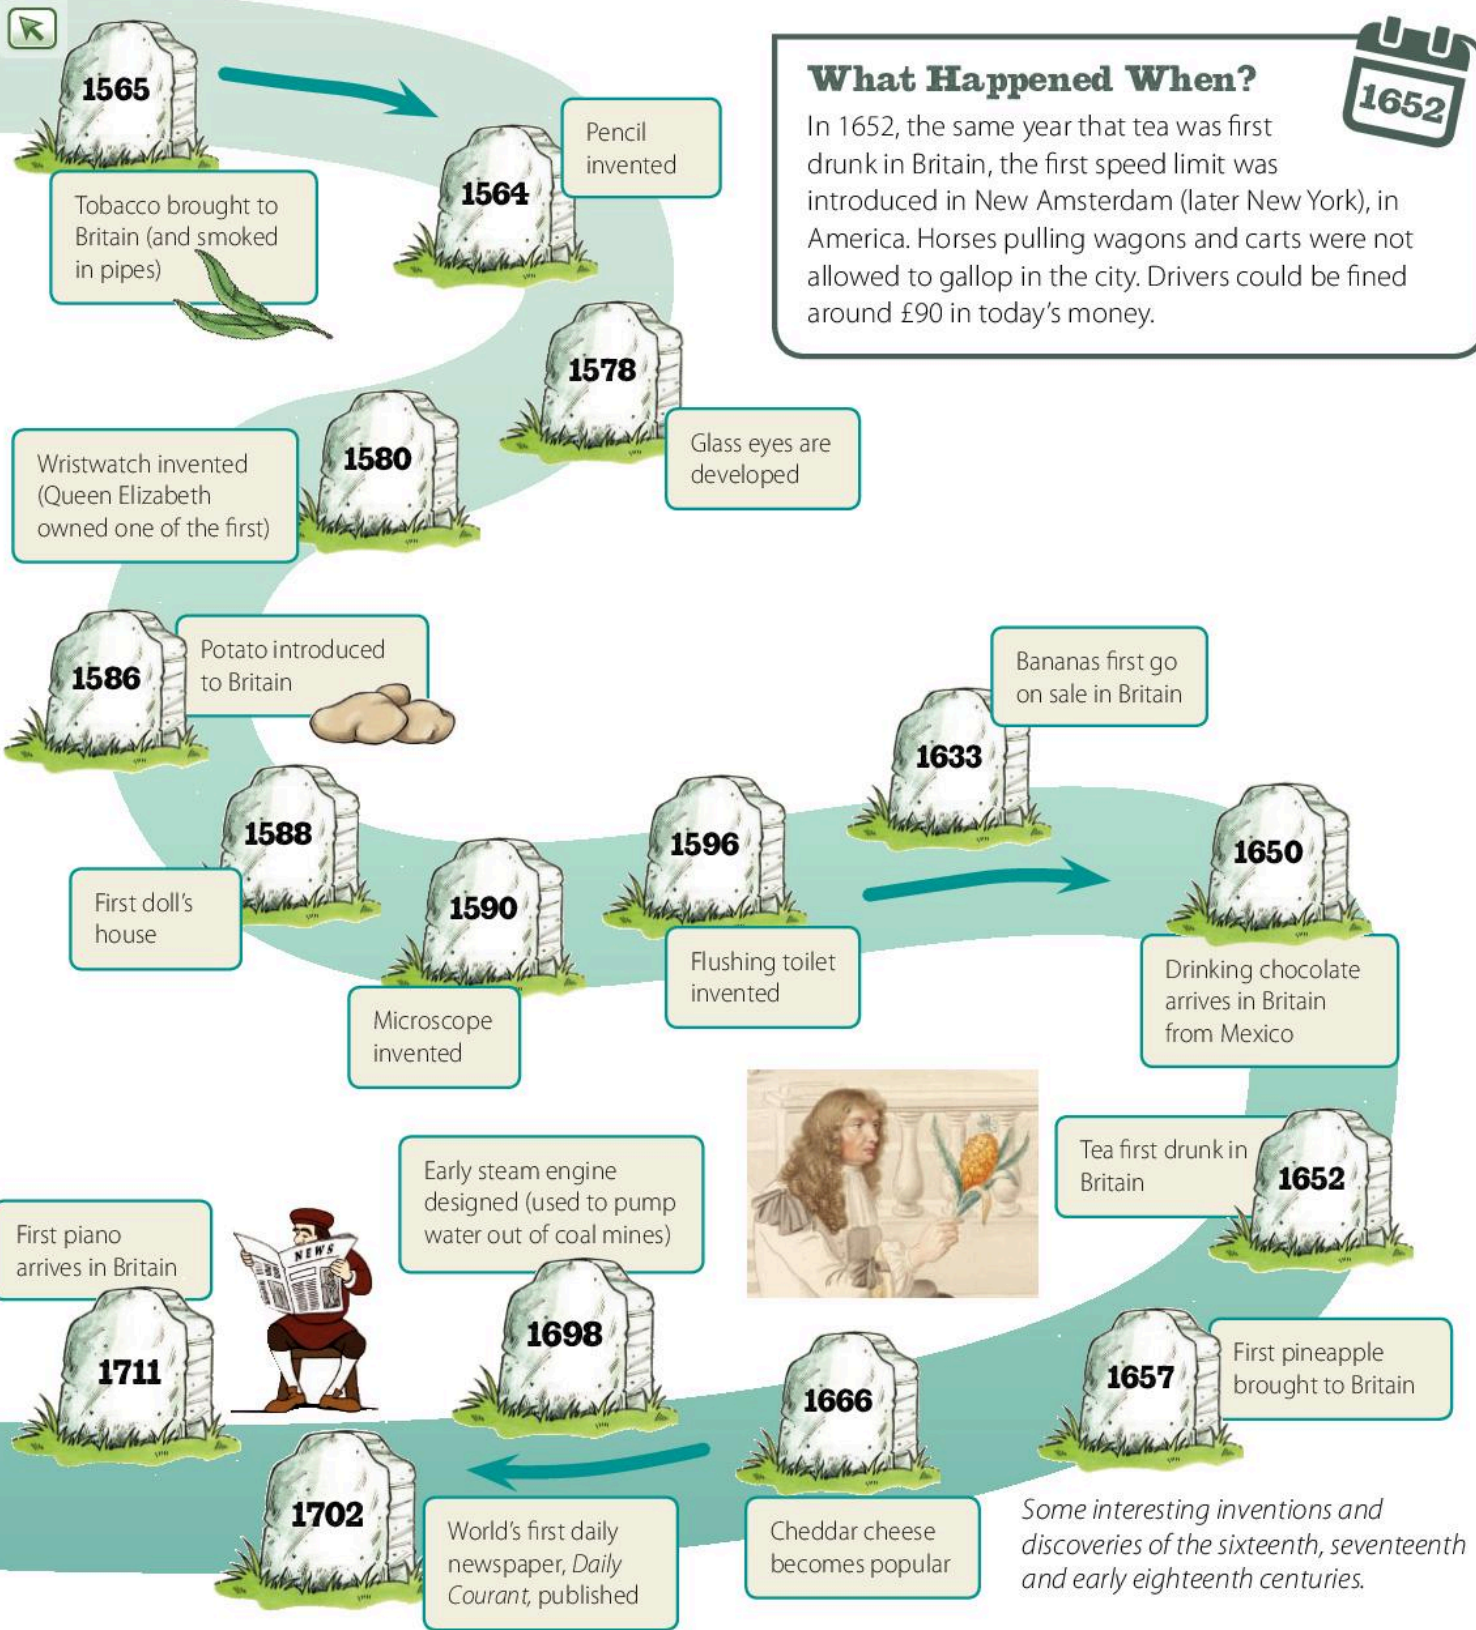 1565
Tobacco brought to
Britain (and smoked
in pipes)
1564
Pencil
invented
What Happened When?
1652
In 1652, the same year that tea was first
drunk in Britain, the first speed limit was
introduced in New Amsterdam (later New York), in
America. Horses pulling wagons and carts were not
allowed to gallop in the city. Drivers could be fined
around £90 in today's money.
1578
Glass eyes are
developed
1580
Wristwatch invented
(Queen Elizabeth
owned one of the first)
1586
Potato introduced
to Britain
1588
First doll's
house
1590
Microscope
invented
1596
Flushing toilet
invented
1633
Bananas first go
on sale in Britain
1650
Drinking chocolate
arrives in Britain
from Mexico
1652
Tea first drunk in
Britain
1657
First pineapple
brought to Britain
1666
Cheddar cheese
becomes popular
1698
Early steam engine
designed (used to pump
water out of coal mines)
1702
World's first daily
newspaper, Daily
Courant, published
NEWS
1711
First piano
arrives in Britain
Some interesting inventions and
discoveries of the sixteenth, seventeenth
and early eighteenth centuries.